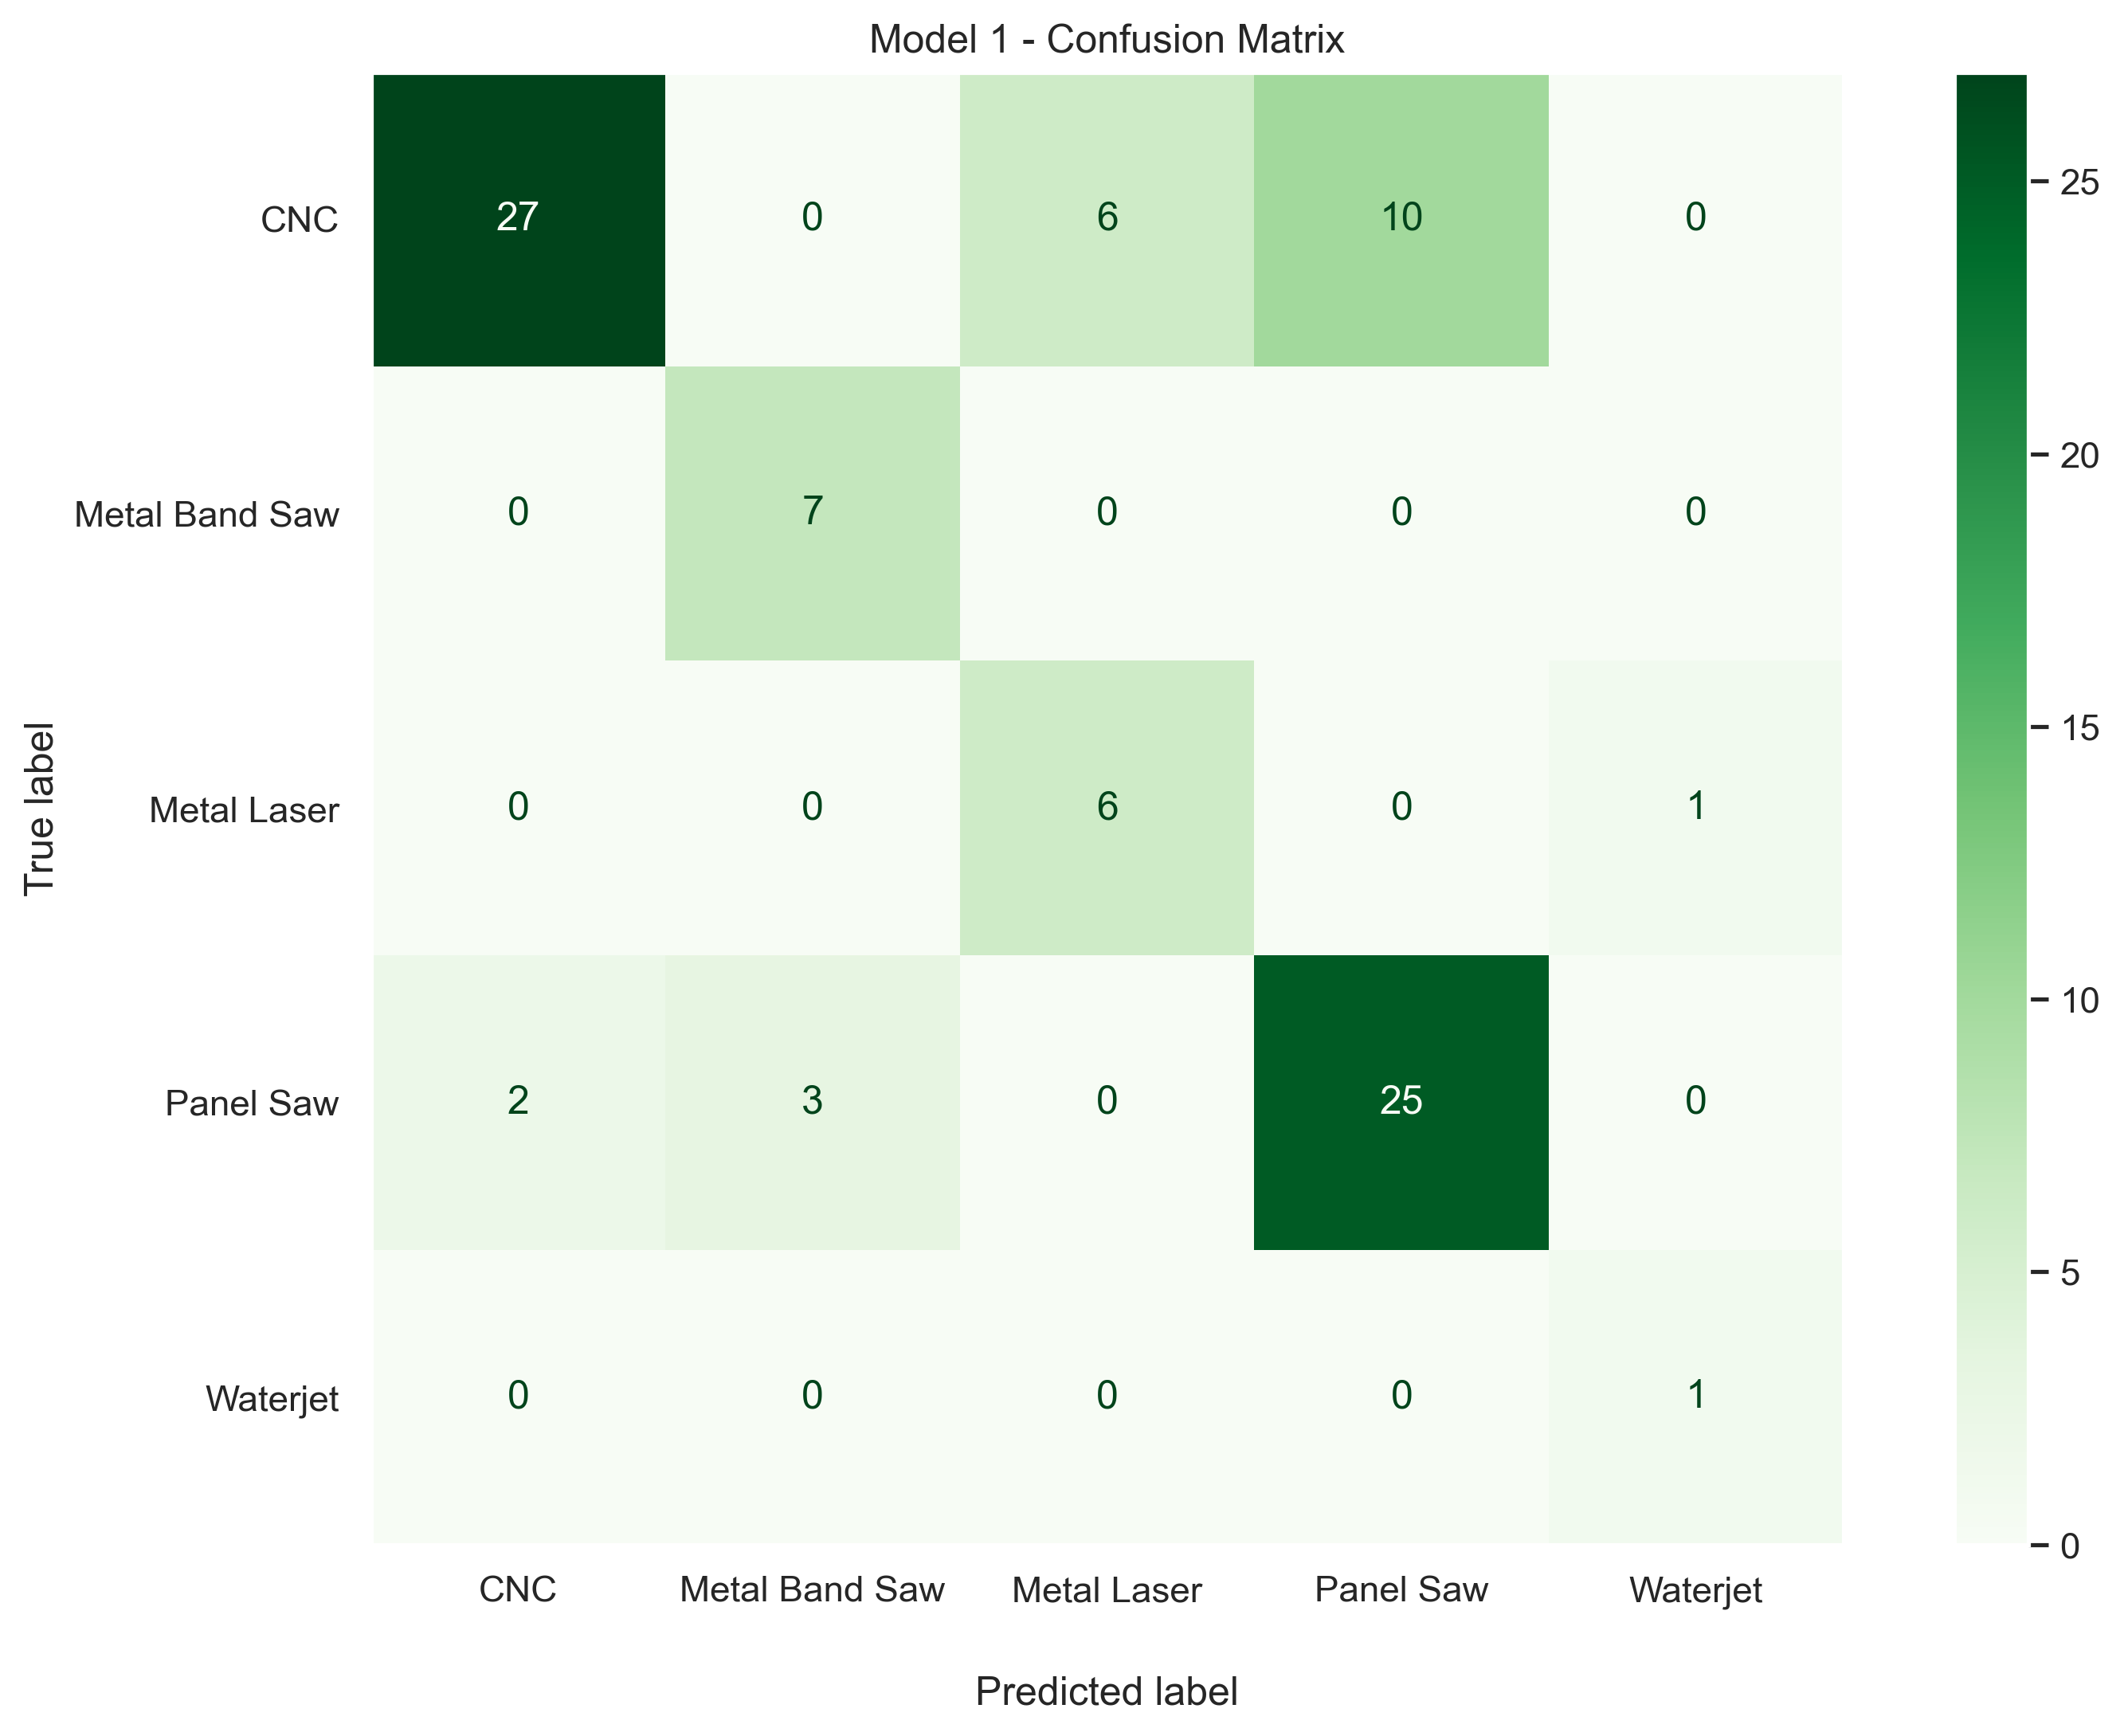 Model 1 - Confusion Matrix
CNC
27 0 6 10 0
Metal Band Saw
0 7 0 0 0
Metal Laser
0 0 6 0 1
Panel Saw
2 3 0 25 0
Waterjet
0 0 0 0 1
True label
CNC Metal Band Saw Metal Laser Panel Saw Waterjet
Predicted label
25
20
15
10
5
0